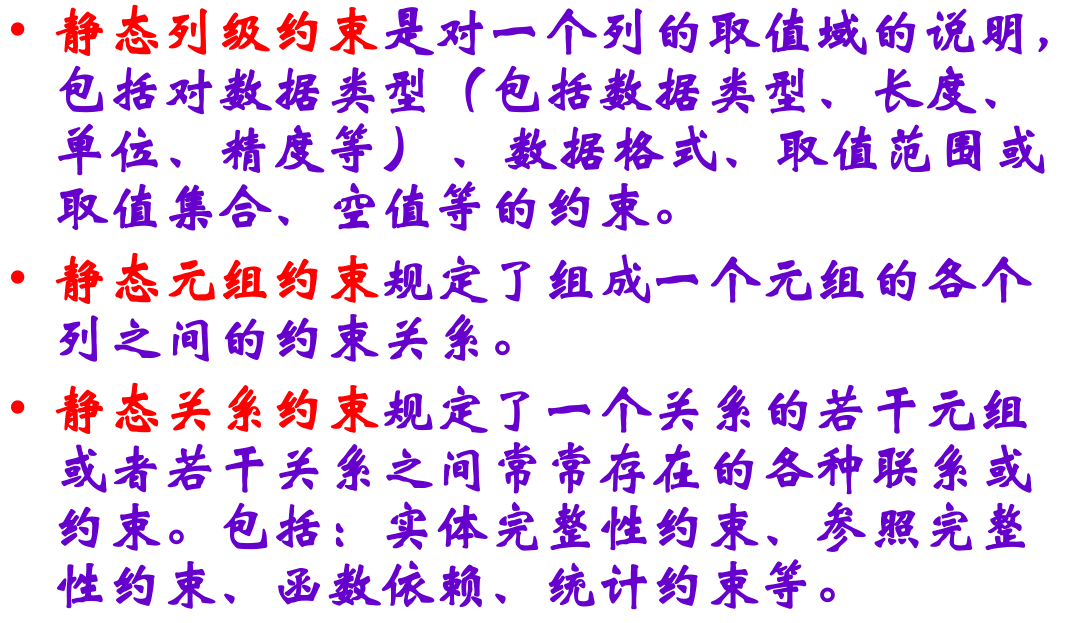 • 静态列级约束是对一个列的取值域的说明，
包括对数据类型（包括数据类型、长度、
单位、精度等）、数据格式、取值范围或
取值集合、空值等的约束。
• 静态元组约束规定了组成一个元组的各个
列之间的约束关系。
• 静态关系约束规定了一个关系的若干元组
或者若干关系之间常常存在的各种联系或
约束。包括：实体完整性约束、参照完整
性约束、函数依赖、统计约束等。